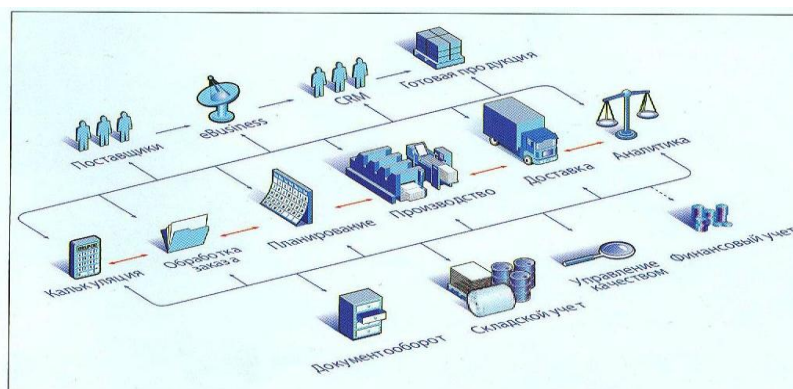 Поставщики
eBusiness
CRM
Готовая продукция
Калькуляция
Обработка
заказа
Планирование
Производство
Доставка
Аналитика
Документооборот
Складской учет
Управление
качеством
Финансовый учет